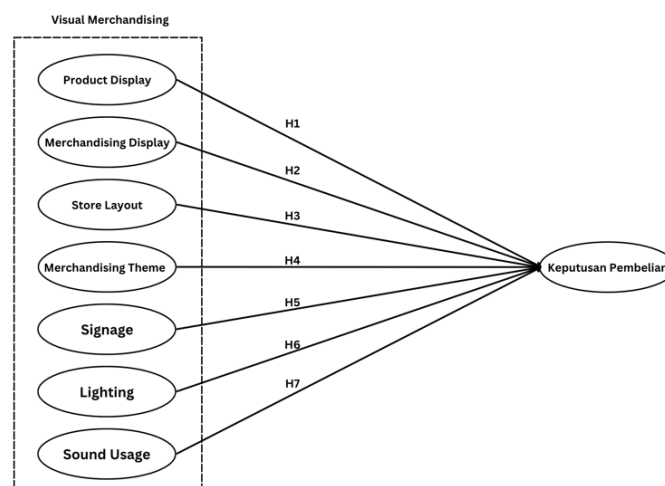 Visual Merchandising
Product Display
H1
Merchandising Display
H2
Store Layout
H3
Merchandising Theme
H4
Keputusan Pembelian
Signage
H5
Lighting
H6
Sound Usage
H7